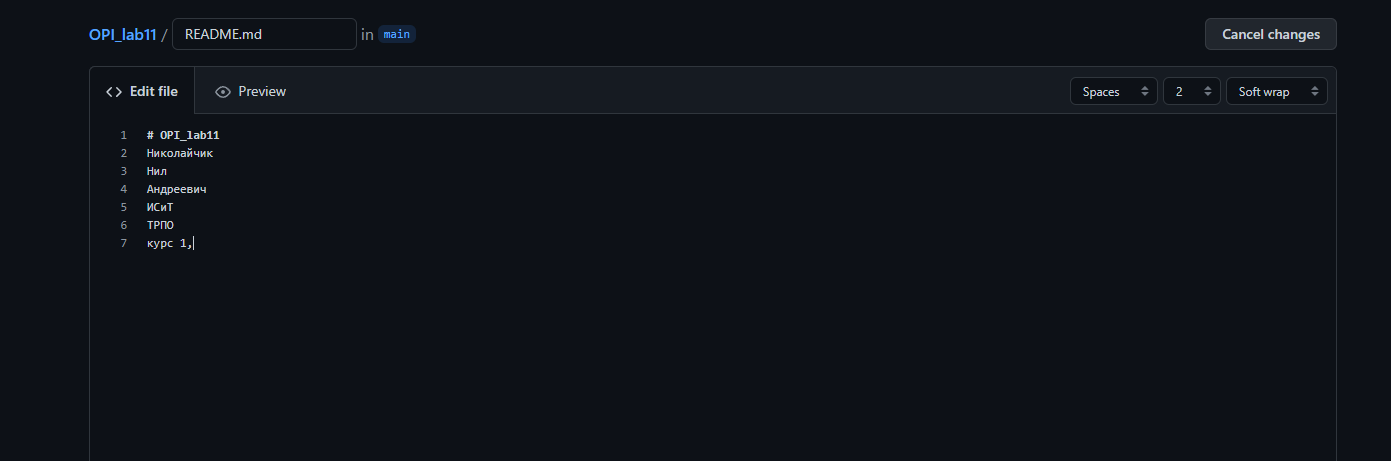 OPI_lab11 / README.md in main Cancel changes
Edit file Preview Spaces 2 Soft wrap
1 # OPI_lab11
2 Николайчик
3 Нил
4 Андреевич
5 ИСиТ
6 ТРПО
7 курс 1,